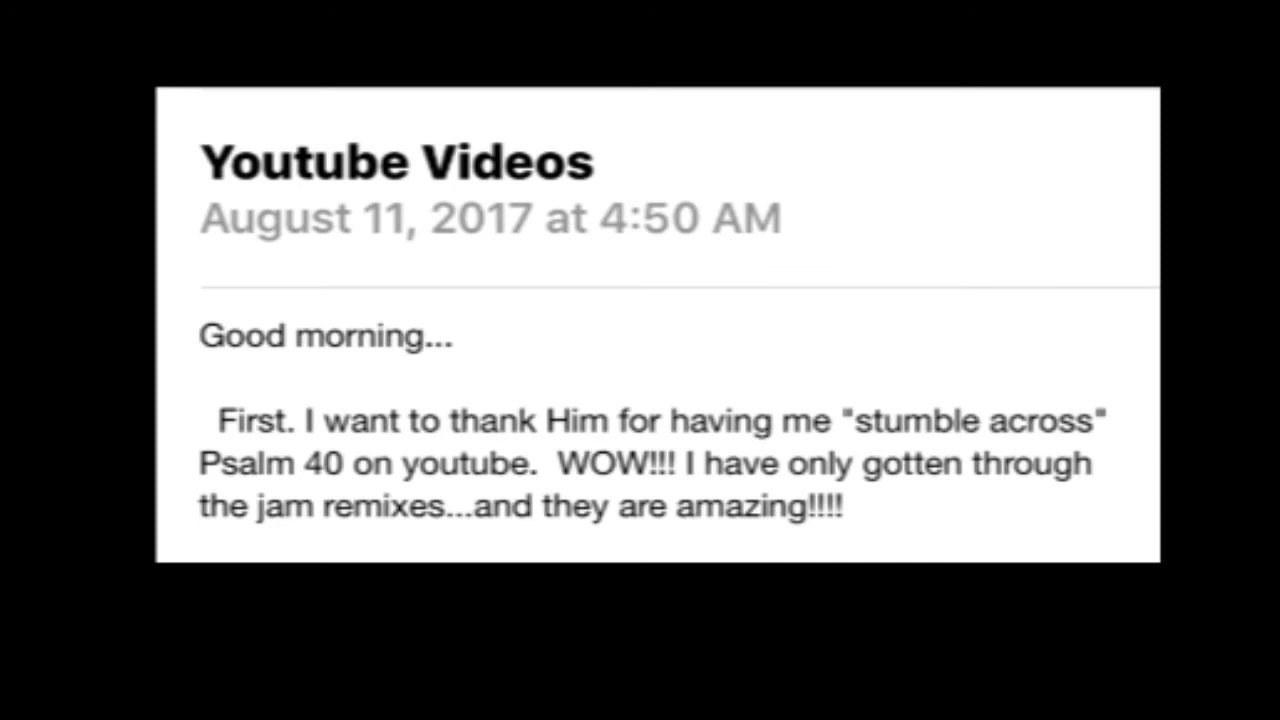 Youtube Videos
August 11, 2017 at 4:50 AM
Good morning...
First. I want to thank Him for having me "stumble across"
Psalm 40 on youtube.  WOW!!! I have only gotten through
the jam remixes...and they are amazing!!!!